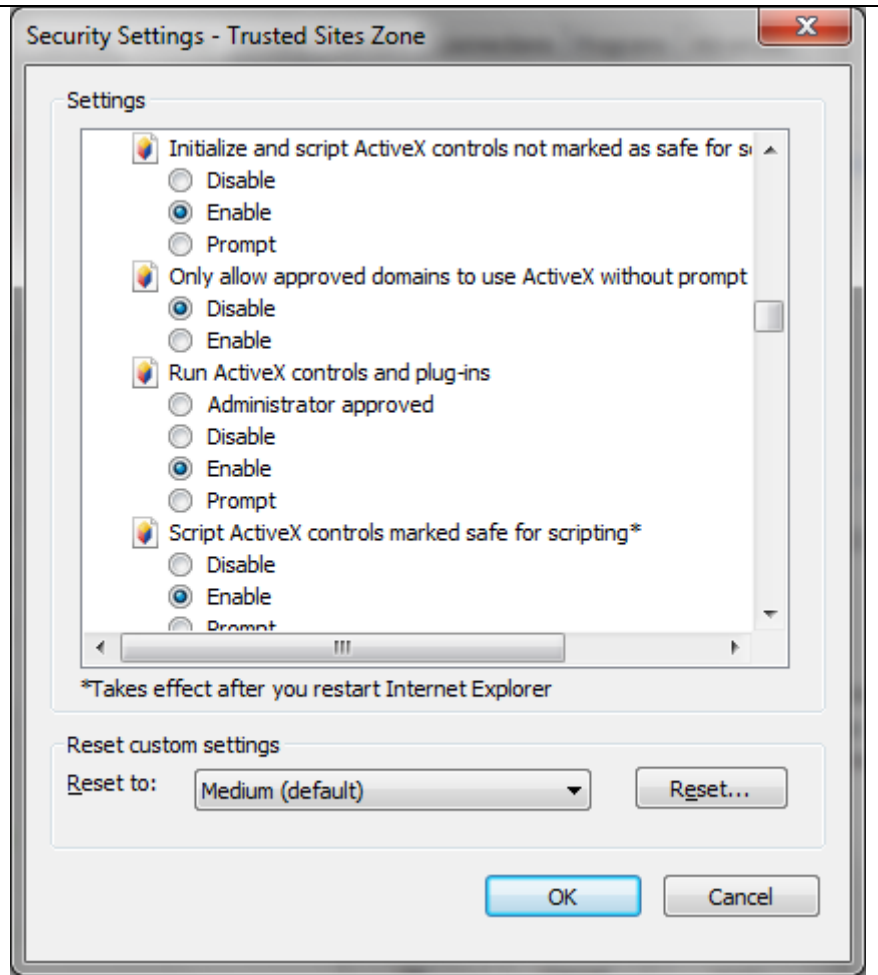 Security Settings - Trusted Sites Zone
Settings
Initialize and script ActiveX controls not marked as safe for s
Disable
Enable
Prompt
Only allow approved domains to use ActiveX without prompt
Disable
Enable
Run ActiveX controls and plug-ins
Administrator approved
Disable
Enable
Prompt
Script ActiveX controls marked safe for scripting*
Disable
Enable
Prompt
*Takes effect after you restart Internet Explorer
Reset custom settings
Reset to: Medium (default) Reset...
OK Cancel